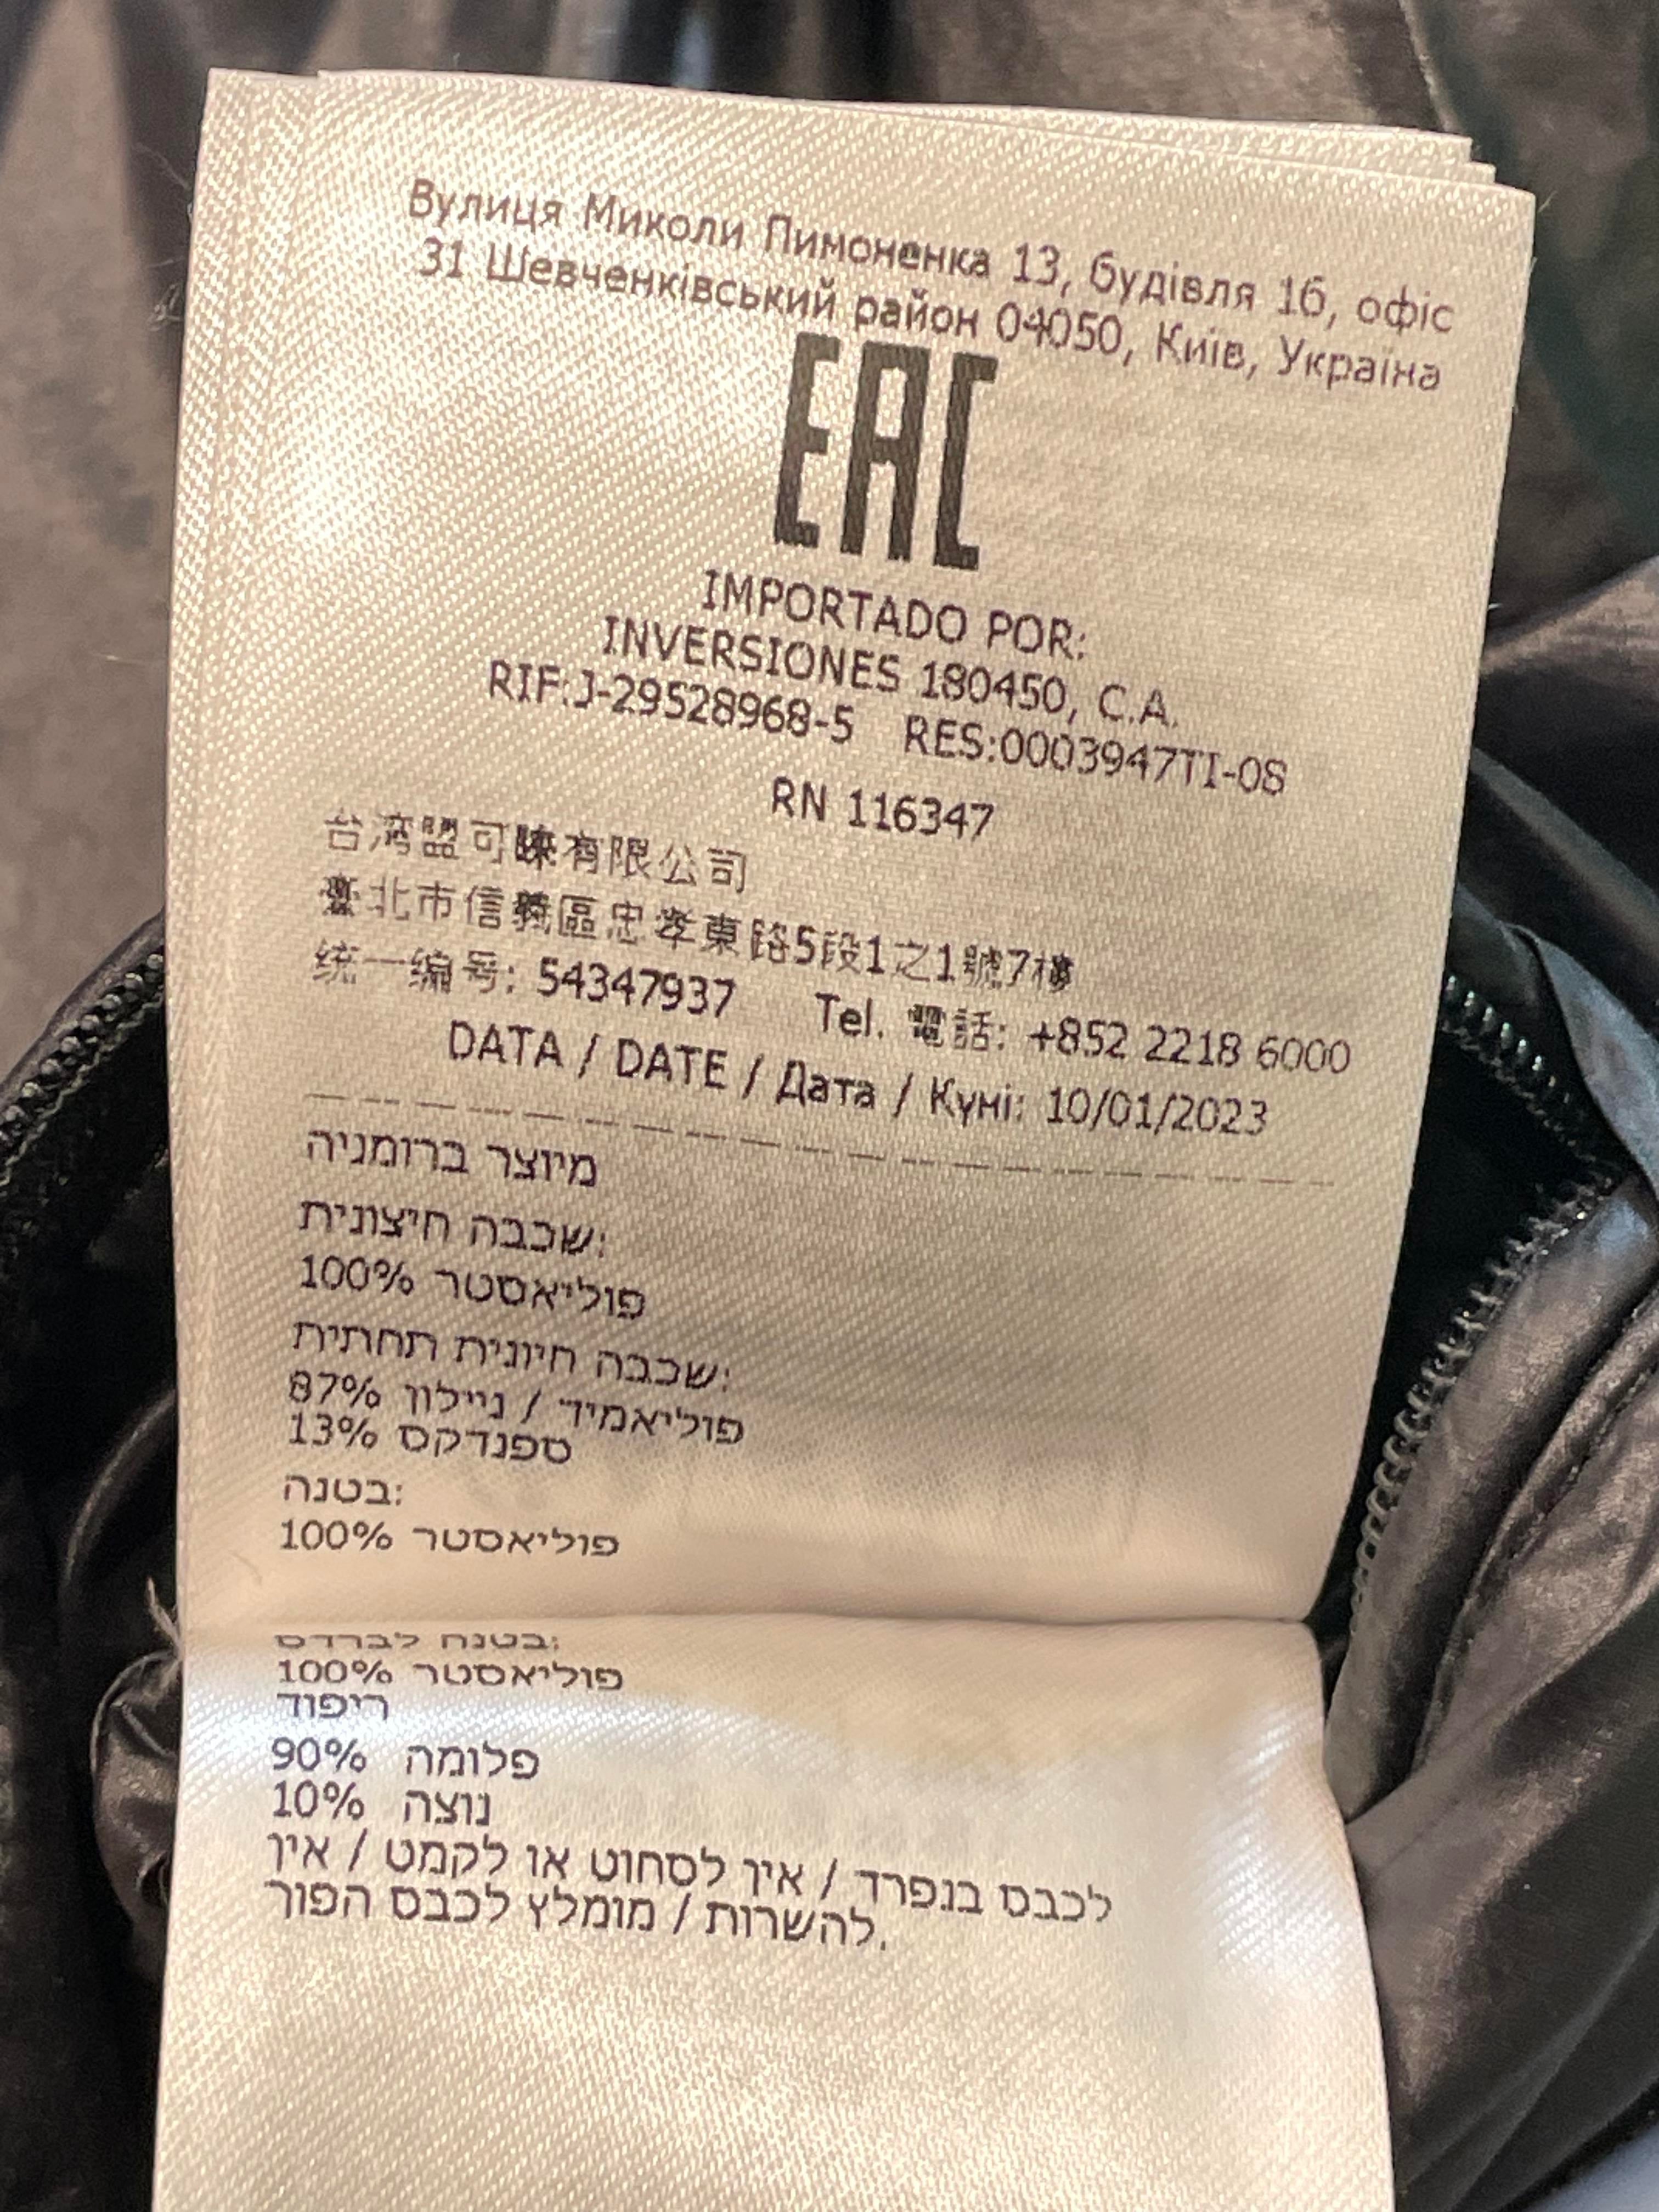 Вулиця Миколи Пимоненка 13, будівля 16, офіс
31 Шевченківський район 04050, Київ, Україна
EAC
IMPORTADO POR:
INVERSIONES 180450, C.A.
RIF:J-29528968-5 RES:0003947TI-08
RN 116347
台湾盟可睞有限公司
臺北市信義區忠孝東路5段1之1號7樓
统一编号: 54347937 Tel. 電話: +852 2218 6000
DATA / DATE / Дата / Күні: 10/01/2023
מיוצר ברומניה
שכבה חיצונית:
100% פוליאסטר
שכבה חיונית תחתית:
87% פוליאמיד / ניילון
13% ספנדקס
בטנה:
100% פוליאסטר
בטנה לברדס:
100% פוליאסטר
ריפוד
90% פלומה
10% נוצה
לכבס בנפרד / אין לסחוט או לקמט / אין
להשרות / מומלץ לכבס הפוך.